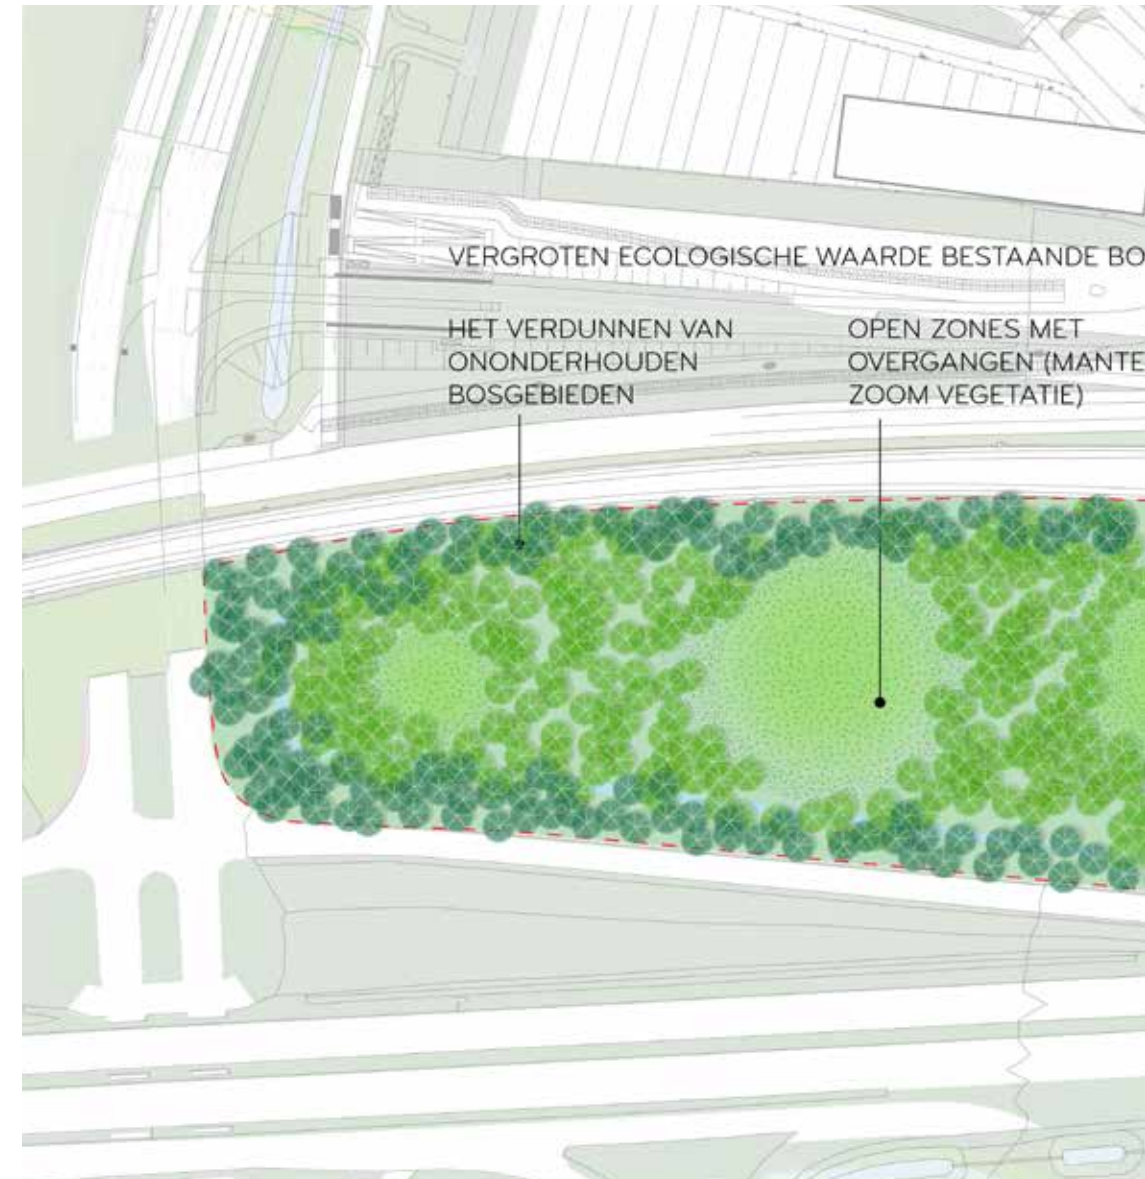 VERGROTEN ECOLOGISCHE WAARDE BESTAANDE BO
HET VERDUNNEN VAN
ONONDERHOUDEN
BOSGEBIEDEN
OPEN ZONES MET
OVERGANGEN (MANTE
ZOOM VEGETATIE)